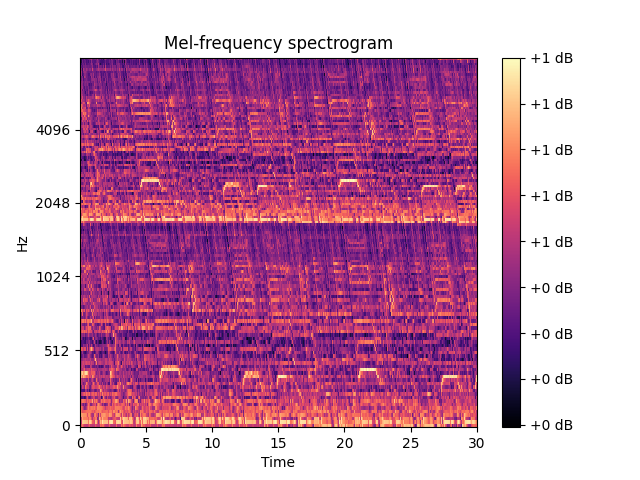 Mel-frequency spectrogram
Hz
4096
2048
1024
512
0
0 5 10 15 20 25 30
Time
+1 dB
+1 dB
+1 dB
+1 dB
+1 dB
+0 dB
+0 dB
+0 dB
+0 dB